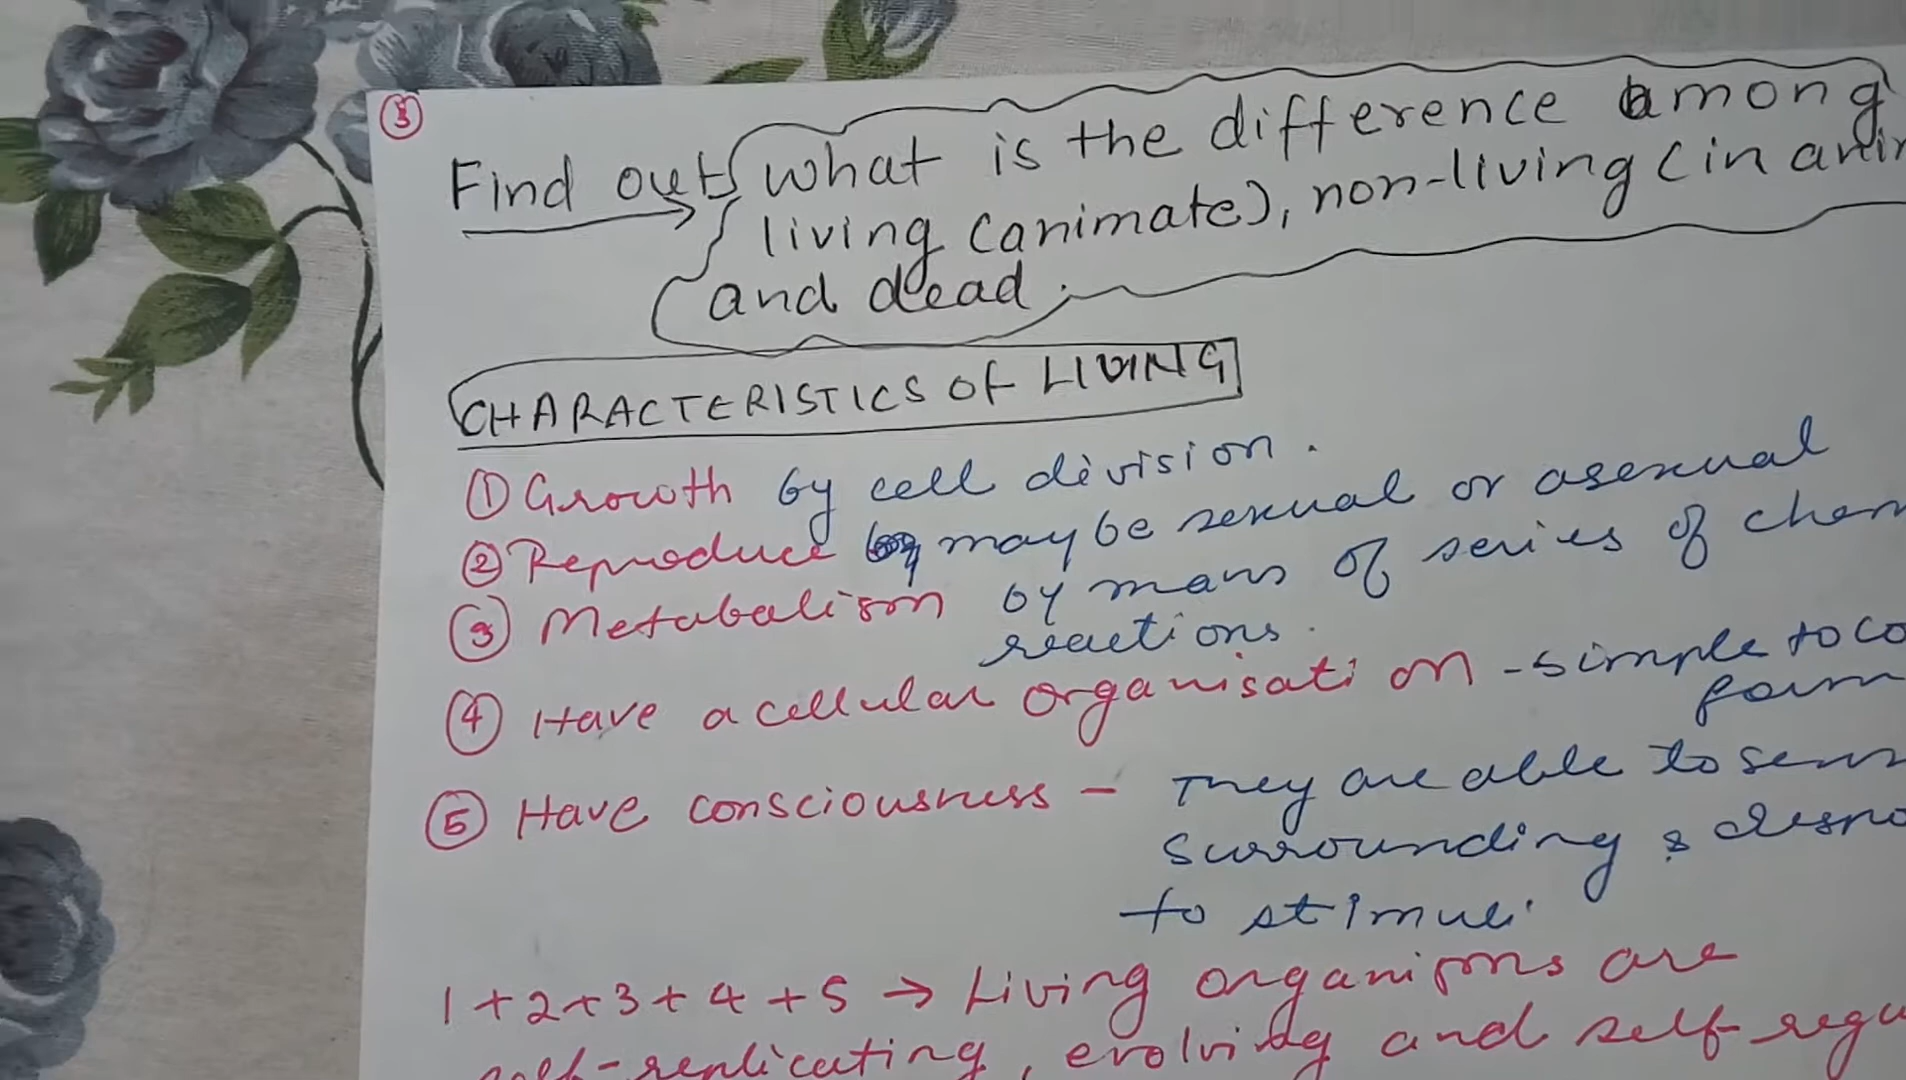 3
Find out what is the difference among
living (animate), non-living (in anim
and dead.
CHARACTERISTICS OF LIVING
① Growth by cell division.
② Reproduce may be sexual or asexual
③ Metabalism by means of series of chem
reactions.
④ Have a cellular organisation - simple to co
form
⑤ Have consciousness - They are able to sens
surrounding & respo
to stimuli
1+2+3+4+5 → Living organisms are
self-replicating, evolving and self-regu